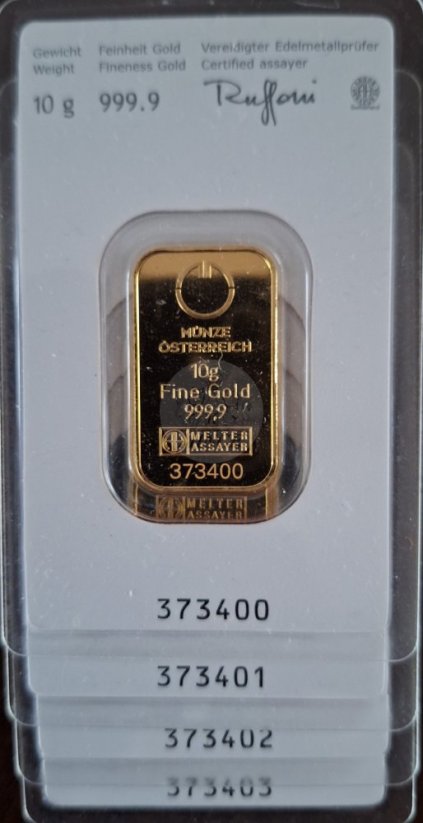 Gewicht Feinheit Gold Vereidigter Edelmetallprüfer
Weight Fineness Gold Certified assayer
10 g 999.9 Ruffoni
MÜNZE
ÖSTERREICH
10g
Fine Gold
999,9
MELTER
ASSAYER
373400
MELTER
ASSAYER
373400
373401
373402
373403